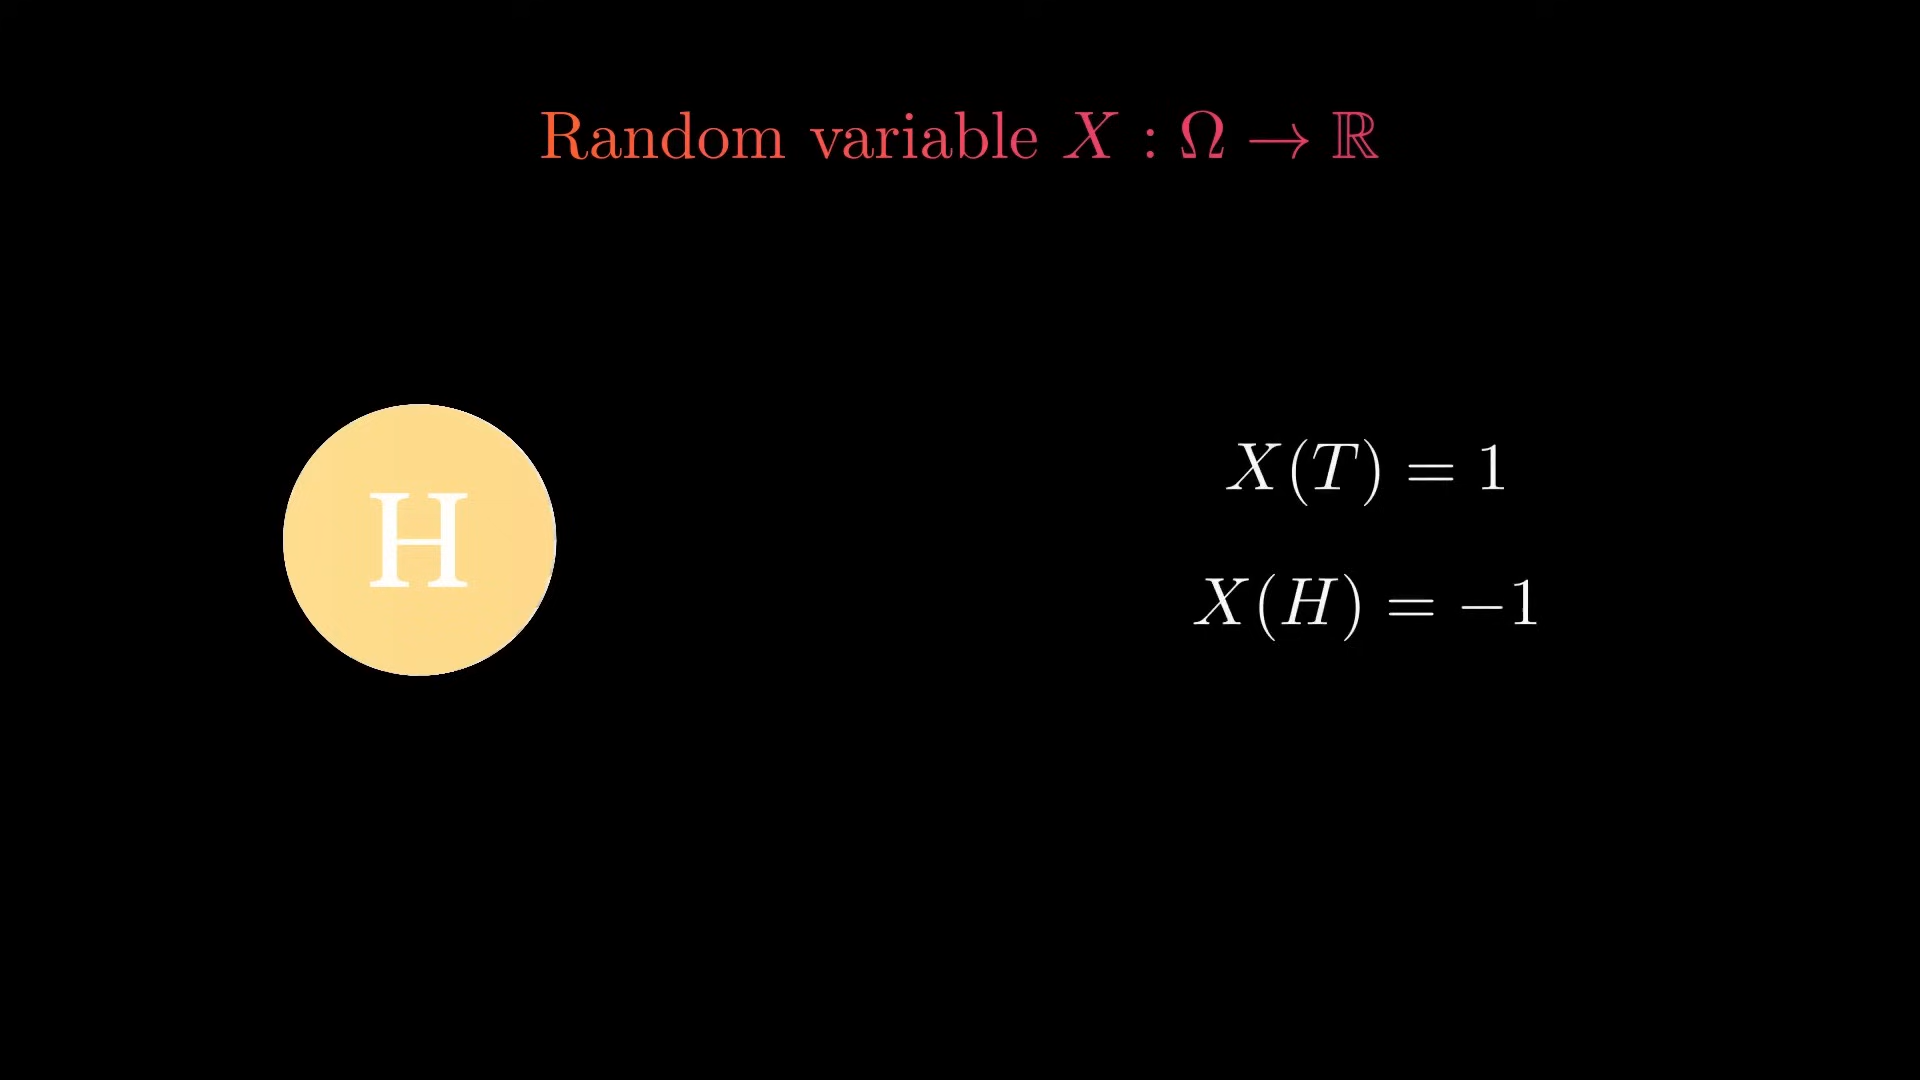 Random variable X : Ω → ℝ
H
X(T) = 1
X(H) = −1